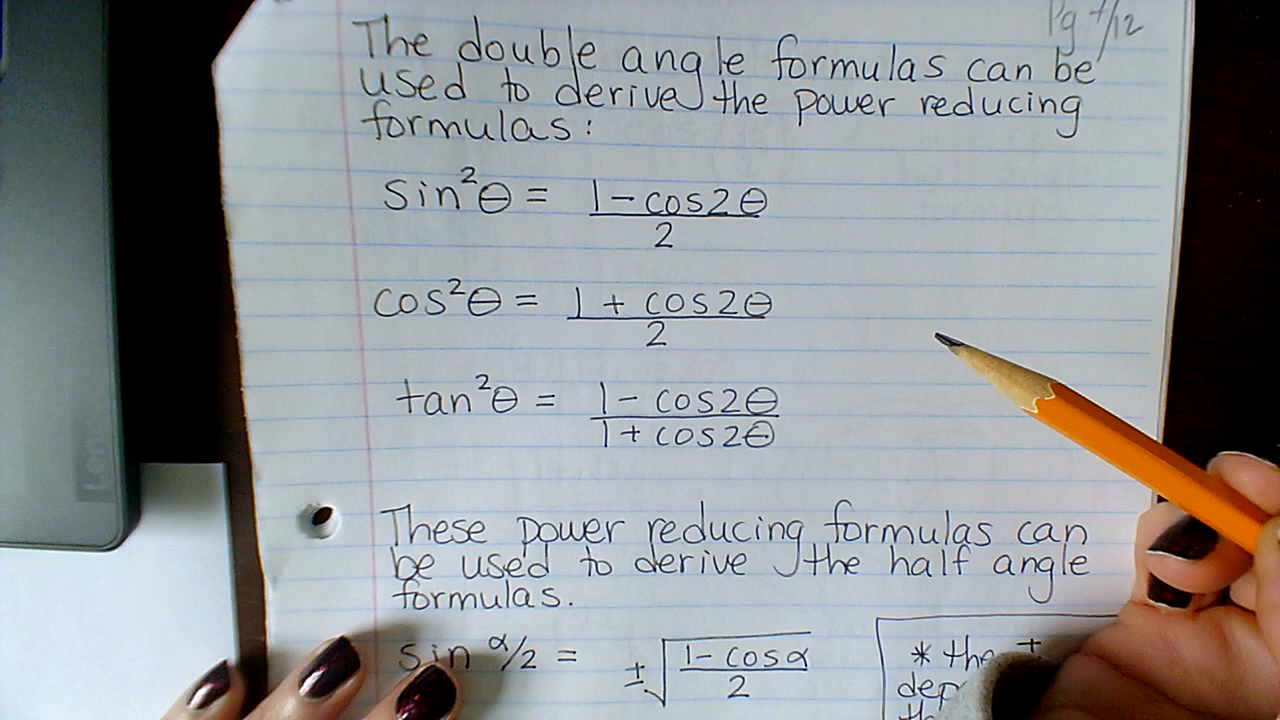 Pg 7/12
The double angle formulas can be
used to derive the power reducing
formulas:
sin²θ = 1-cos2θ
2
cos²θ = 1 + cos2θ
2
tan²θ = 1 - cos2θ
1 + cos2θ
These power reducing formulas can
be used to derive the half angle
formulas.
sin α/2 = ±√ 1-cosα
2
* the ±